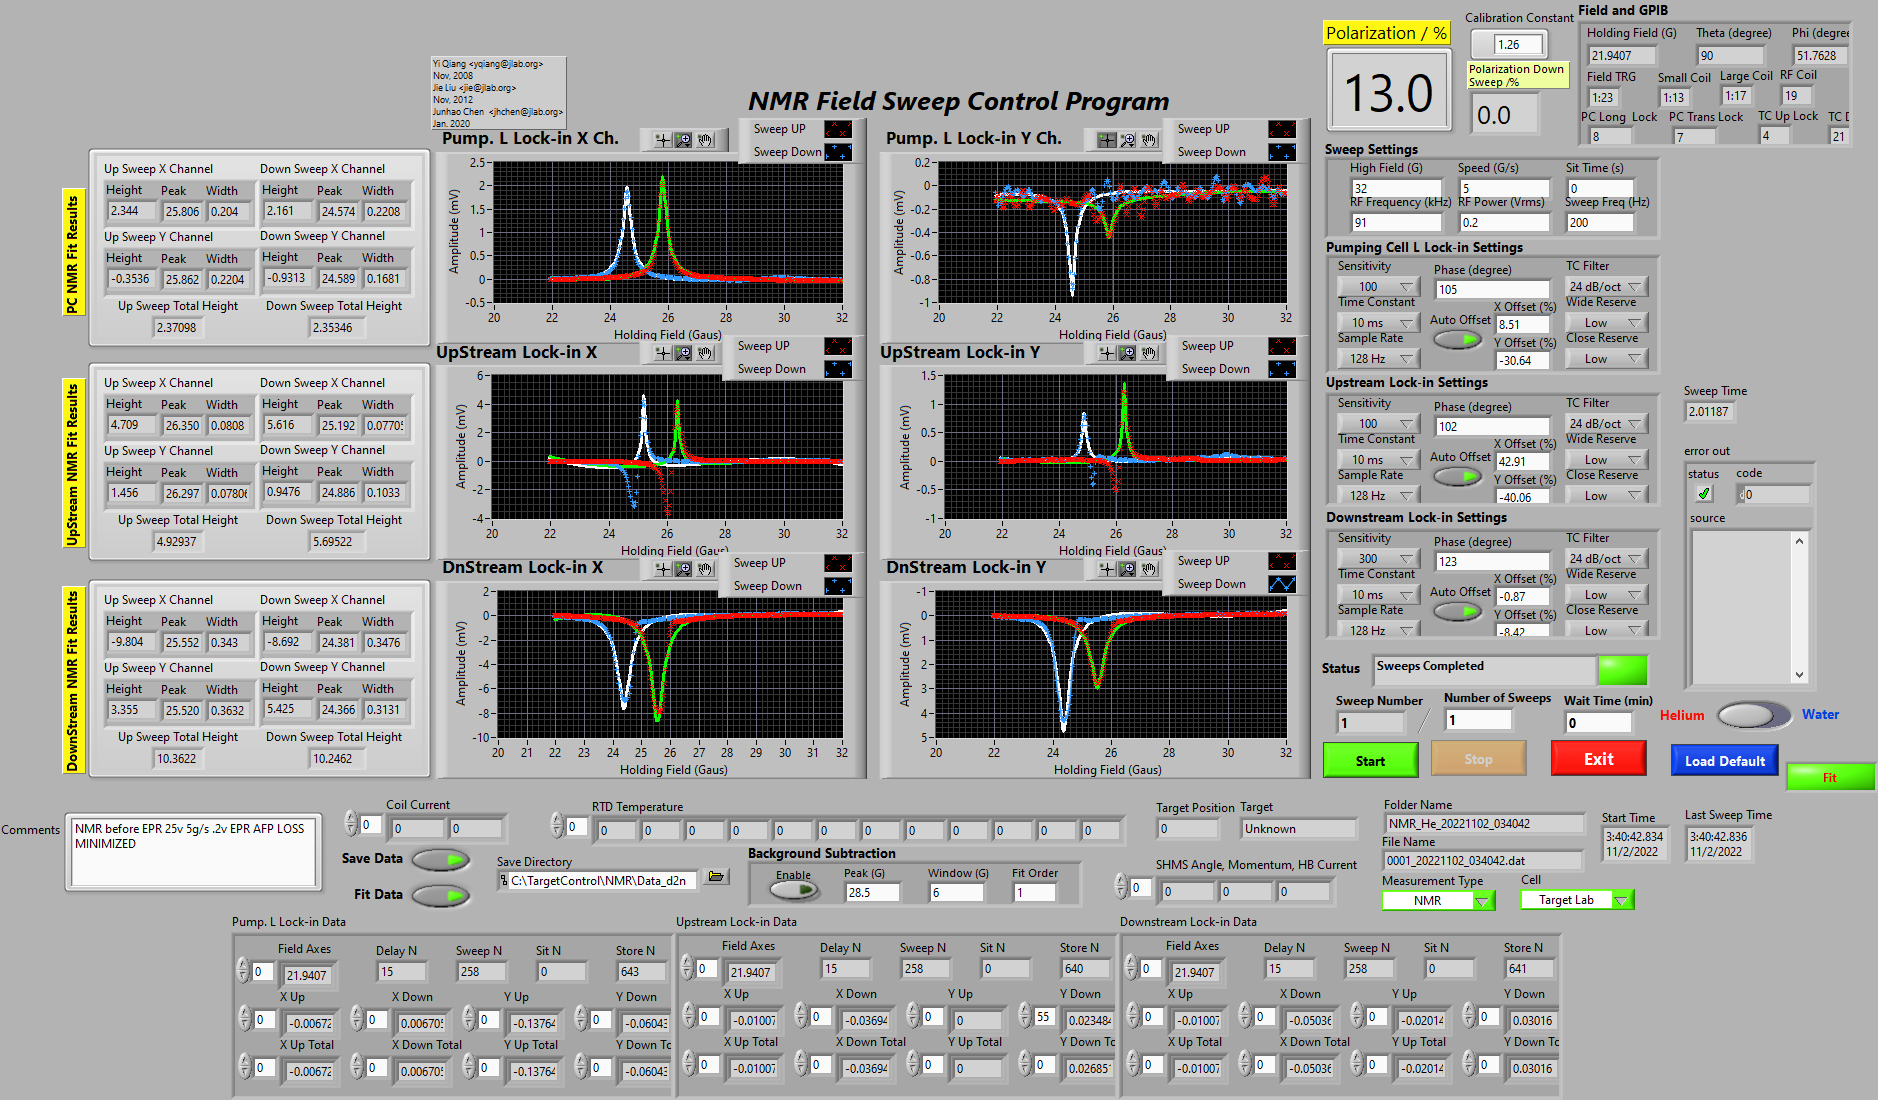 Yi Qiang <yqiang@jlab.org>
Nov, 2008
Jie Liu <jie@jlab.org>
Nov, 2012
Junhao Chen <jhchen@jlab.org>
Jan. 2020
NMR Field Sweep Control Program
Polarization / %
13.0
Calibration Constant
1.26
Polarization Down
Sweep /%
0.0
Field and GPIB
Holding Field (G) Theta (degree) Phi (degree
21.9407 90 51.7628
Field TRG Small Coil Large Coil RF Coil
1:23 1:13 1:17 19
PC Long Lock PC Trans Lock TC Up Lock TC D
8 7 4 21
PC NMR Fit Results
Up Sweep X Channel Down Sweep X Channel
Height Peak Width Height Peak Width
2.344 25.806 0.204 2.161 24.574 0.2208
Up Sweep Y Channel Down Sweep Y Channel
Height Peak Width Height Peak Width
-0.3536 25.862 0.2204 -0.9313 24.589 0.1681
Up Sweep Total Height Down Sweep Total Height
2.37098 2.35346
Pump. L Lock-in X Ch.
Sweep UP
Sweep Down
Amplitude (mV)
2.5
2
1.5
1
0.5
0
-0.5
20 22 24 26 28 30 32
Holding Field (Gaus)
Pump. L Lock-in Y Ch.
Sweep UP
Sweep Down
Amplitude (mV)
0.2
0
-0.2
-0.4
-0.6
-0.8
-1
20 22 24 26 28 30 32
Holding Field (Gaus)
UpStream NMR Fit Results
Up Sweep X Channel Down Sweep X Channel
Height Peak Width Height Peak Width
4.709 26.350 0.0808 5.616 25.192 0.0770
Up Sweep Y Channel Down Sweep Y Channel
Height Peak Width Height Peak Width
1.456 26.297 0.0780 0.9476 24.886 0.1033
Up Sweep Total Height Down Sweep Total Height
4.92937 5.69522
UpStream Lock-in X
Sweep UP
Sweep Down
Amplitude (mV)
6
4
2
0
-2
-4
20 22 24 26 28 30 32
Holding Field (Gaus)
UpStream Lock-in Y
Sweep UP
Sweep Down
Amplitude (mV)
1.5
1
0.5
0
-0.5
-1
20 22 24 26 28 30 32
Holding Field (Gaus)
DownStream NMR Fit Results
Up Sweep X Channel Down Sweep X Channel
Height Peak Width Height Peak Width
-9.804 25.552 0.343 -8.692 24.381 0.3476
Up Sweep Y Channel Down Sweep Y Channel
Height Peak Width Height Peak Width
3.355 25.520 0.3632 5.425 24.366 0.3131
Up Sweep Total Height Down Sweep Total Height
10.3622 10.2462
DnStream Lock-in X
Sweep UP
Sweep Down
Amplitude (mV)
2
0
-2
-4
-6
-8
-10
20 21 22 23 24 25 26 27 28 29 30 31 32
Holding Field (Gaus)
DnStream Lock-in Y
Sweep UP
Sweep Down
Amplitude (mV)
-1
0
1
2
3
4
5
20 22 24 26 28 30 32
Holding Field (Gaus)
Sweep Settings
High Field (G) Speed (G/s) Sit Time (s)
32 5 0
RF Frequency (kHz) RF Power (Vrms) Sweep Freq (Hz)
91 0.2 200
Pumping Cell L Lock-in Settings
Sensitivity Phase (degree) TC Filter
100 105 24 dB/oct
Time Constant X Offset (%) Wide Reserve
10 ms Auto Offset 8.51 Low
Sample Rate Y Offset (%) Close Reserve
128 Hz -30.64 Low
Upstream Lock-in Settings
Sensitivity Phase (degree) TC Filter
100 102 24 dB/oct
Time Constant X Offset (%) Wide Reserve
10 ms Auto Offset 42.91 Low
Sample Rate Y Offset (%) Close Reserve
128 Hz -40.06 Low
Downstream Lock-in Settings
Sensitivity Phase (degree) TC Filter
300 123 24 dB/oct
Time Constant X Offset (%) Wide Reserve
10 ms Auto Offset -0.87 Low
Sample Rate Y Offset (%) Close Reserve
128 Hz -8.42 Low
Sweep Time
2.01187
error out
status code
0
source
Status Sweeps Completed
Sweep Number Number of Sweeps Wait Time (min)
1 / 1 0
Helium Water
Start Stop Exit Load Default Fit
Comments
NMR before EPR 25v 5g/s .2v EPR AFP LOSS
MINIMIZED
Coil Current
0 0 0
Save Data
Fit Data
RTD Temperature
0 0 0 0 0 0 0 0 0 0 0 0 0
Save Directory
C:\TargetControl\NMR\Data_d2n
Background Subtraction
Enable Peak (G) Window (G) Fit Order
28.5 6 1
Target Position Target
0 Unknown
SHMS Angle, Momentum, HB Current
0 0 0 0
Folder Name
NMR_He_20221102_034042
File Name
0001_20221102_034042.dat
Measurement Type Cell
NMR Target Lab
Start Time Last Sweep Time
3:40:42.834 3:40:42.836
11/2/2022 11/2/2022
Pump. L Lock-in Data
Field Axes Delay N Sweep N Sit N Store N
0 21.9407 15 258 0 643
X Up X Down Y Up Y Down
0 -0.00672 0 0.00670 0 -0.13764 0 -0.06043
X Up Total X Down Total Y Up Total Y Down To
0 -0.00672 0 0.00670 0 -0.13764 0 -0.06043
Upstream Lock-in Data
Field Axes Delay N Sweep N Sit N Store N
0 21.9407 15 258 0 640
X Up X Down Y Up Y Down
0 -0.01007 0 -0.03694 0 0 55 0.023484
X Up Total X Down Total Y Up Total Y Down To
0 -0.01007 0 -0.03694 0 0 0 0.026851
Downstream Lock-in Data
Field Axes Delay N Sweep N Sit N Store N
0 21.9407 15 258 0 641
X Up X Down Y Up Y Down
0 -0.01007 0 -0.05036 0 -0.02014 0 0.03016
X Up Total X Down Total Y Up Total Y Down To
0 -0.01007 0 -0.05036 0 -0.02014 0 0.03016